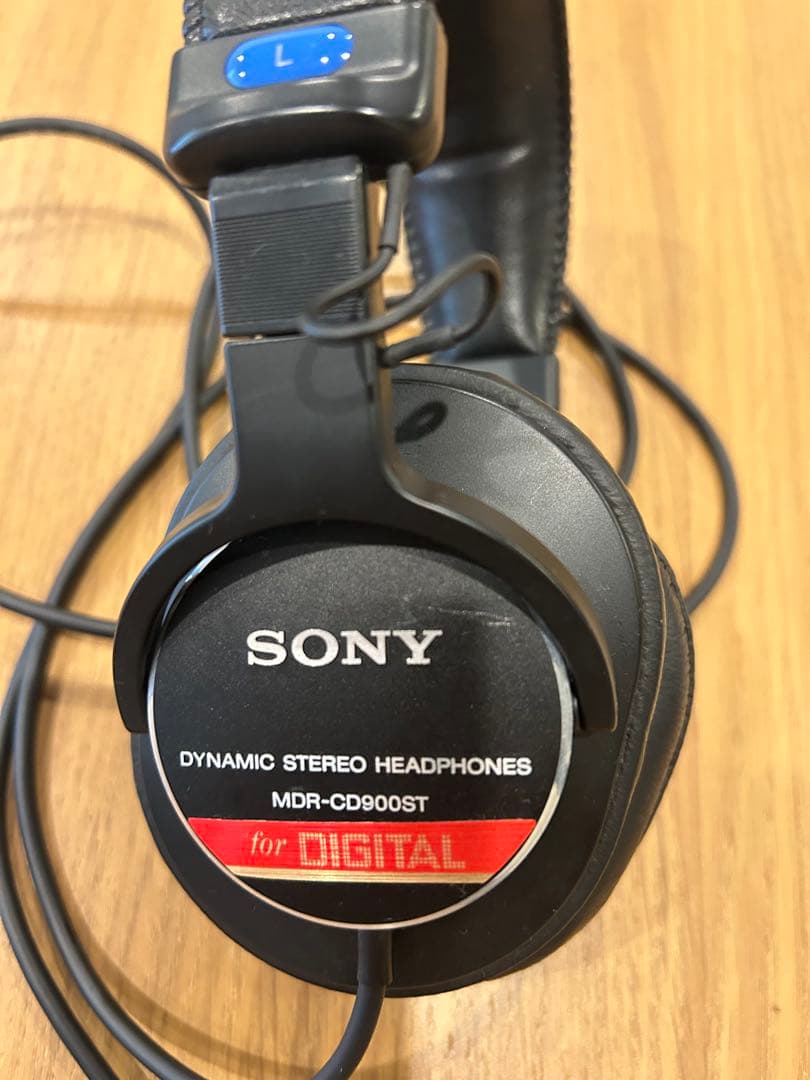 L
SONY
DYNAMIC STEREO HEADPHONES
MDR-CD900ST
for DIGITAL